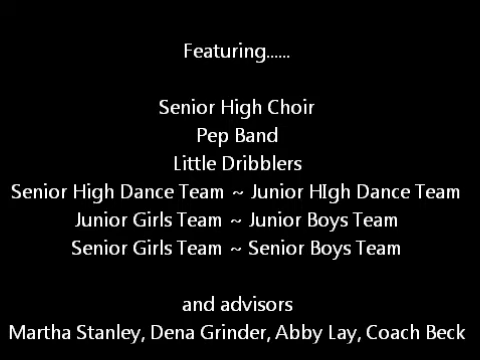 Featuring......
Senior High Choir
Pep Band
Little Dribblers
Senior High Dance Team ~ Junior HIgh Dance Team
Junior Girls Team ~ Junior Boys Team
Senior Girls Team ~ Senior Boys Team
and advisors
Martha Stanley, Dena Grinder, Abby Lay, Coach Beck